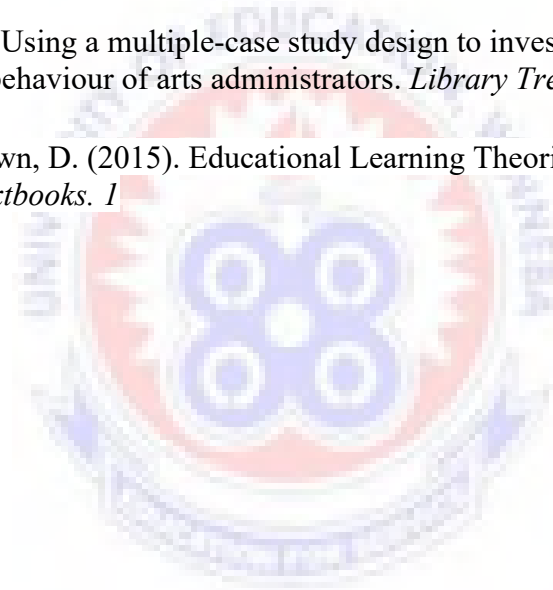 Using a multiple-case study design to inves
ehaviour of arts administrators. Library Tre
wn, D. (2015). Educational Learning Theori
tbooks. 1